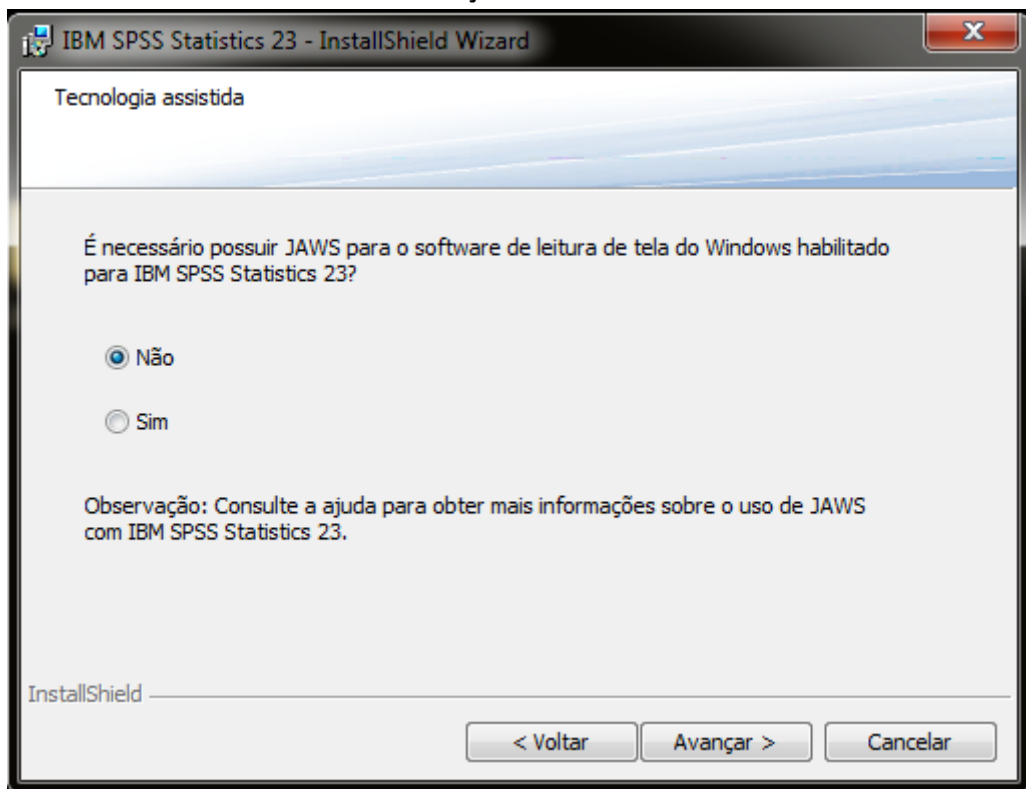 IBM SPSS Statistics 23 - InstallShield Wizard
Tecnologia assistida
É necessário possuir JAWS para o software de leitura de tela do Windows habilitado
para IBM SPSS Statistics 23?
Não
Sim
Observação: Consulte a ajuda para obter mais informações sobre o uso de JAWS
com IBM SPSS Statistics 23.
InstallShield
< Voltar
Avançar >
Cancelar